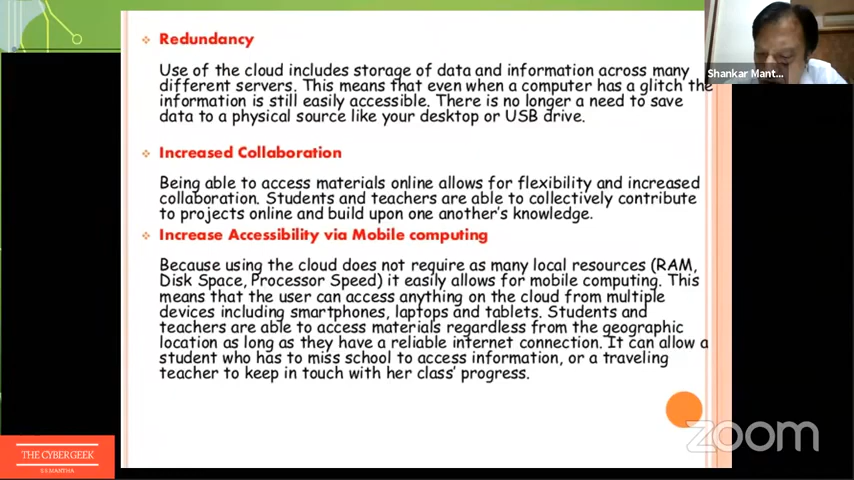 Redundancy
Use of the cloud includes storage of data and information across many
different servers. This means that even when a computer has a glitch the
information is still easily accessible. There is no longer a need to save
data to a physical source like your desktop or USB drive.
Increased Collaboration
Being able to access materials online allows for flexibility and increased
collaboration. Students and teachers are able to collectively contribute
to projects online and build upon one another's knowledge.
Increase Accessibility via Mobile computing
Because using the cloud does not require as many local resources (RAM,
Disk Space, Processor Speed) it easily allows for mobile computing. This
means that the user can access anything on the cloud from multiple
devices including smartphones, laptops and tablets. Students and
teachers are able to access materials regardless from the geographic
location as long as they have a reliable internet connection. It can allow a
student who has to miss school to access information, or a traveling
teacher to keep in touch with her class' progress.
Shankar Mant...
zoom
THE CYBERGEEK
S S MANTHA